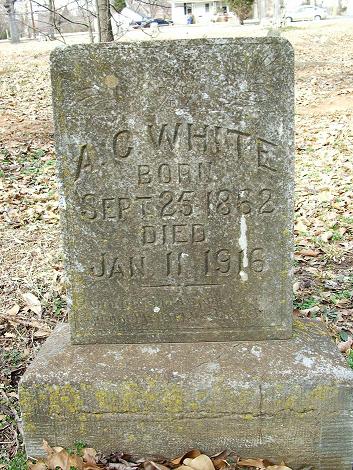 A. C WHITE
BORN
SEPT 25 1862
DIED
JAN. 11 1916